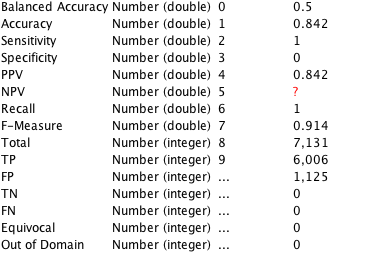 Balanced Accuracy Number (double) 0 0.5
Accuracy Number (double) 1 0.842
Sensitivity Number (double) 2 1
Specificity Number (double) 3 0
PPV Number (double) 4 0.842
NPV Number (double) 5 ?
Recall Number (double) 6 1
F-Measure Number (double) 7 0.914
Total Number (integer) 8 7,131
TP Number (integer) 9 6,006
FP Number (integer) ... 1,125
TN Number (integer) ... 0
FN Number (integer) ... 0
Equivocal Number (integer) ... 0
Out of Domain Number (integer) ... 0